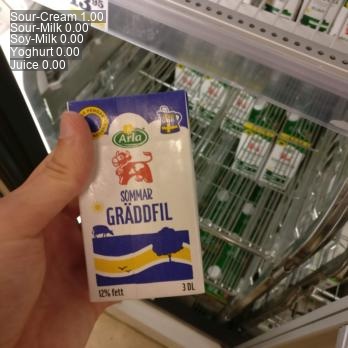 Sour-Cream 1.00
Sour-Milk 0.00
Soy-Milk 0.00
Yoghurt 0.00
Juice 0.00
Arla
SOMMAR
GRÄDDFIL
12% fett
3 DL